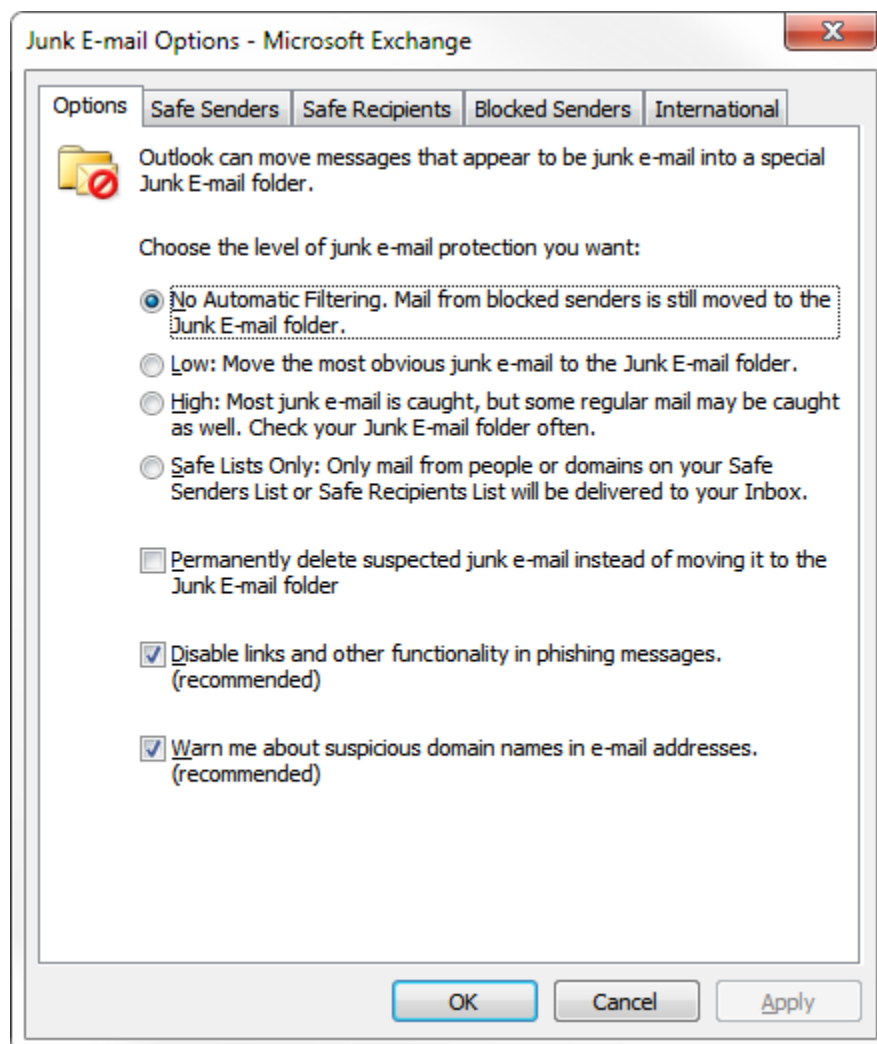 Junk E-mail Options - Microsoft Exchange
Options Safe Senders Safe Recipients Blocked Senders International
Outlook can move messages that appear to be junk e-mail into a special
Junk E-mail folder.
Choose the level of junk e-mail protection you want:
No Automatic Filtering. Mail from blocked senders is still moved to the
Junk E-mail folder.
Low: Move the most obvious junk e-mail to the Junk E-mail folder.
High: Most junk e-mail is caught, but some regular mail may be caught
as well. Check your Junk E-mail folder often.
Safe Lists Only: Only mail from people or domains on your Safe
Senders List or Safe Recipients List will be delivered to your Inbox.
Permanently delete suspected junk e-mail instead of moving it to the
Junk E-mail folder
Disable links and other functionality in phishing messages.
(recommended)
Warn me about suspicious domain names in e-mail addresses.
(recommended)
OK Cancel Apply